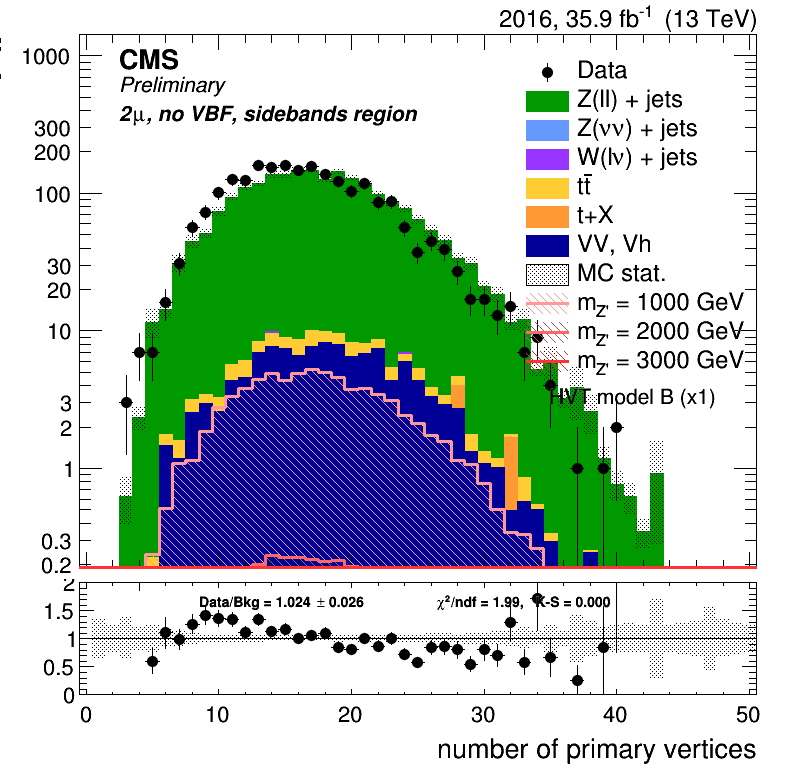 2016, 35.9 fb⁻¹ (13 TeV)
CMS
Preliminary
2μ, no VBF, sidebands region
Data
Z(ll) + jets
Z(νν) + jets
W(lν) + jets
tt̄
t+X
VV, Vh
MC stat.
m_Z' = 1000 GeV
m_Z' = 2000 GeV
m_Z' = 3000 GeV
HVT model B (x1)
1000
300
200
100
30
20
10
3
2
1
0.3
0.2
Data/Bkg = 1.024 ± 0.026 χ²/ndf = 1.99, K-S = 0.000
2
1.5
1
0.5
0
0 10 20 30 40 50
number of primary vertices